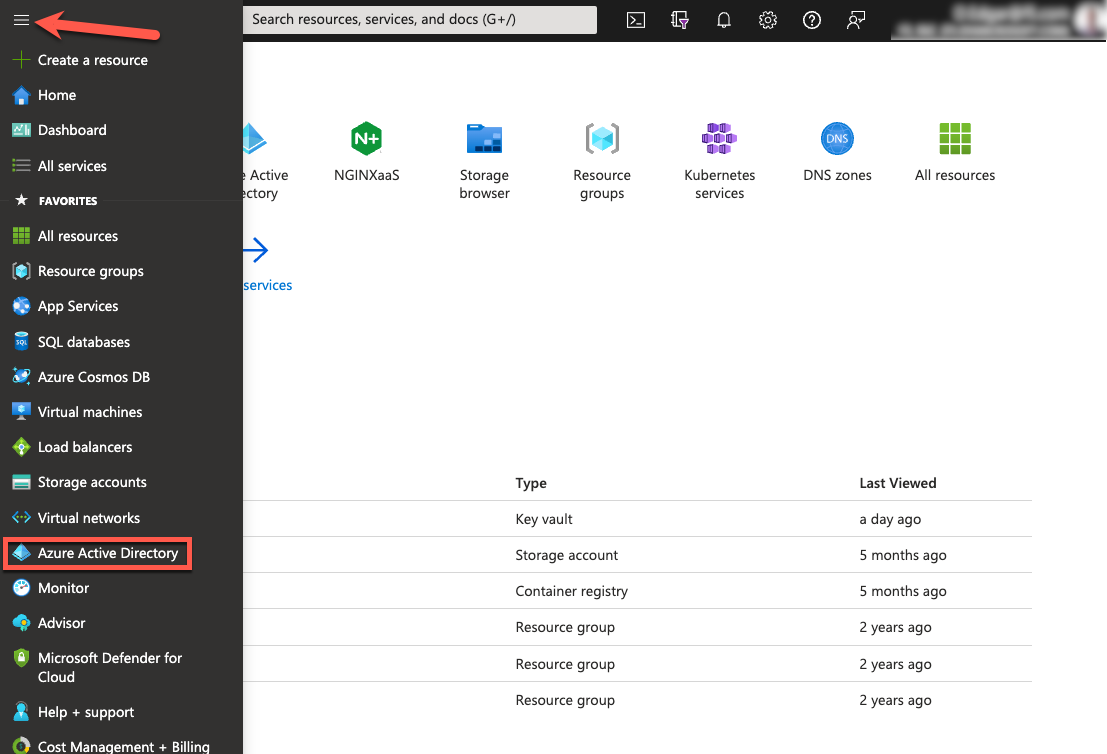 Search resources, services, and docs (G+/)
Create a resource
Home
Dashboard
All services
FAVORITES
All resources
Resource groups
App Services
SQL databases
Azure Cosmos DB
Virtual machines
Load balancers
Storage accounts
Virtual networks
Azure Active Directory
Monitor
Advisor
Microsoft Defender for
Cloud
Help + support
Cost Management + Billing
e Active
ectory
N+
NGINXaaS
Storage
browser
Resource
groups
Kubernetes
services
DNS
DNS zones
All resources
services
Type Last Viewed
Key vault a day ago
Storage account 5 months ago
Container registry 5 months ago
Resource group 2 years ago
Resource group 2 years ago
Resource group 2 years ago